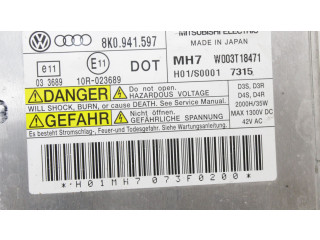 MITSUBISHI ELECTRIC
MADE IN JAPAN
8K0.941.597
MH7 W003T18471
H01/S0001 7315
e11
03 3689
E11
10R-023689
DOT
DANGER
DO NOT OPEN.
HAZARDOUS VOLTAGE
WILL SHOCK, BURN, or cause DEATH. See Service Manual.
GEFAHR
NICHT ÖFFNEN.
GEFÄHRLICHE SPANNUNG
Es besteht Stromschlag-, Feuer-und Todesgefahr. Siehe Wartungsanweisung.
D3S, D3R
D4S, D4R
2000H/35W
MAX 1300V DC
42V AC
*H01MH7073F0200*